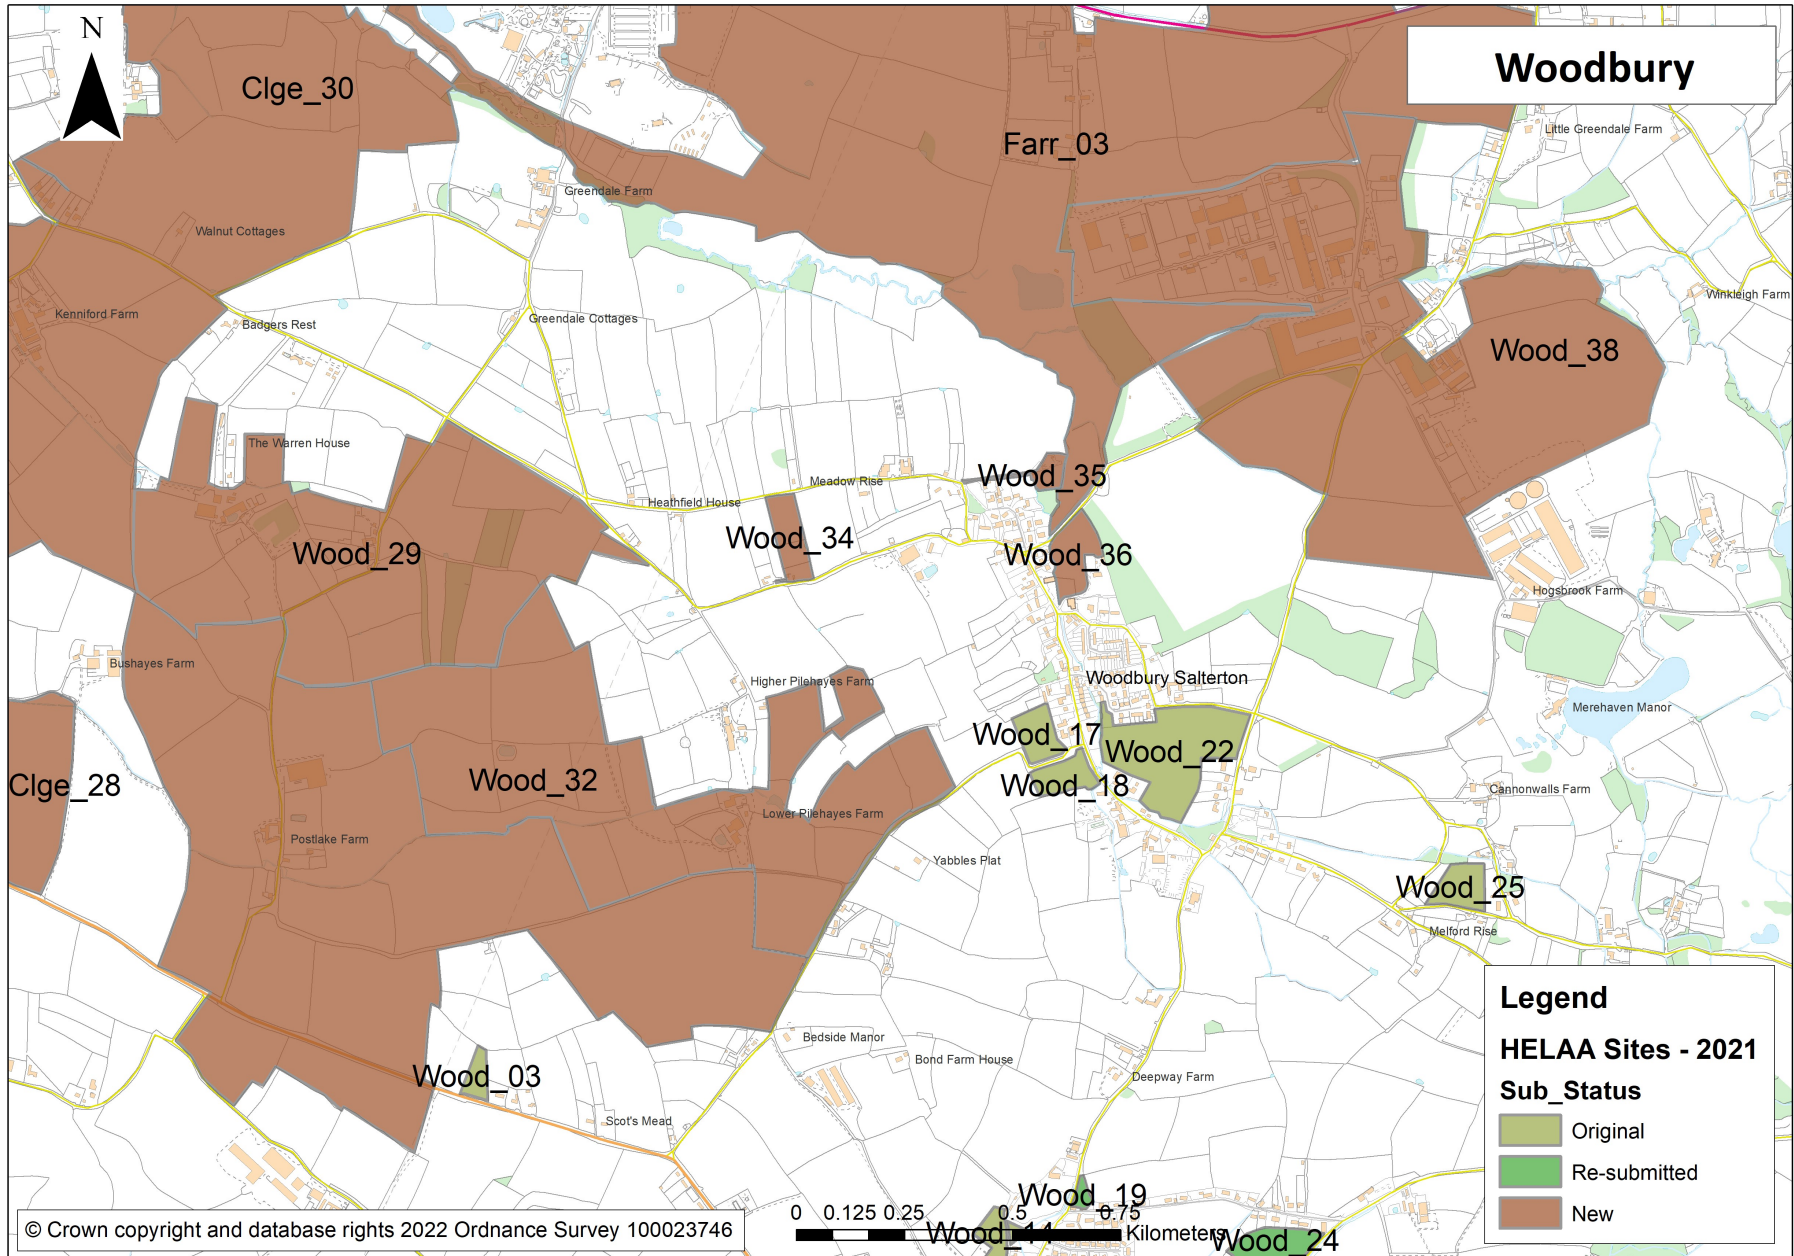 N
Woodbury
Clge_30
Farr_03
Little Greendale Farm
Greendale Farm
Walnut Cottages
Winkleigh Farm
Kenniford Farm
Badgers Rest
Greendale Cottages
Wood_38
The Warren House
Wood_35
Meadow Rise
Heathfield House
Wood_34
Wood_29
Wood_36
Hogsbrook Farm
Bushayes Farm
Higher Pilehayes Farm
Woodbury Salterton
Merehaven Manor
Wood_17
Wood_22
Clge_28
Wood_32
Wood_18
Cannonwalls Farm
Lower Pilehayes Farm
Postlake Farm
Yabbles Plat
Wood_25
Melford Rise
Legend
HELAA Sites - 2021
Sub_Status
Original
Re-submitted
New
Bedside Manor
Bond Farm House
Wood_03
Deepway Farm
Scot's Mead
Wood_19
0 0.125 0.25 0.5 0.75
Kilometers
Wood_14
Wood_24
© Crown copyright and database rights 2022 Ordnance Survey 100023746